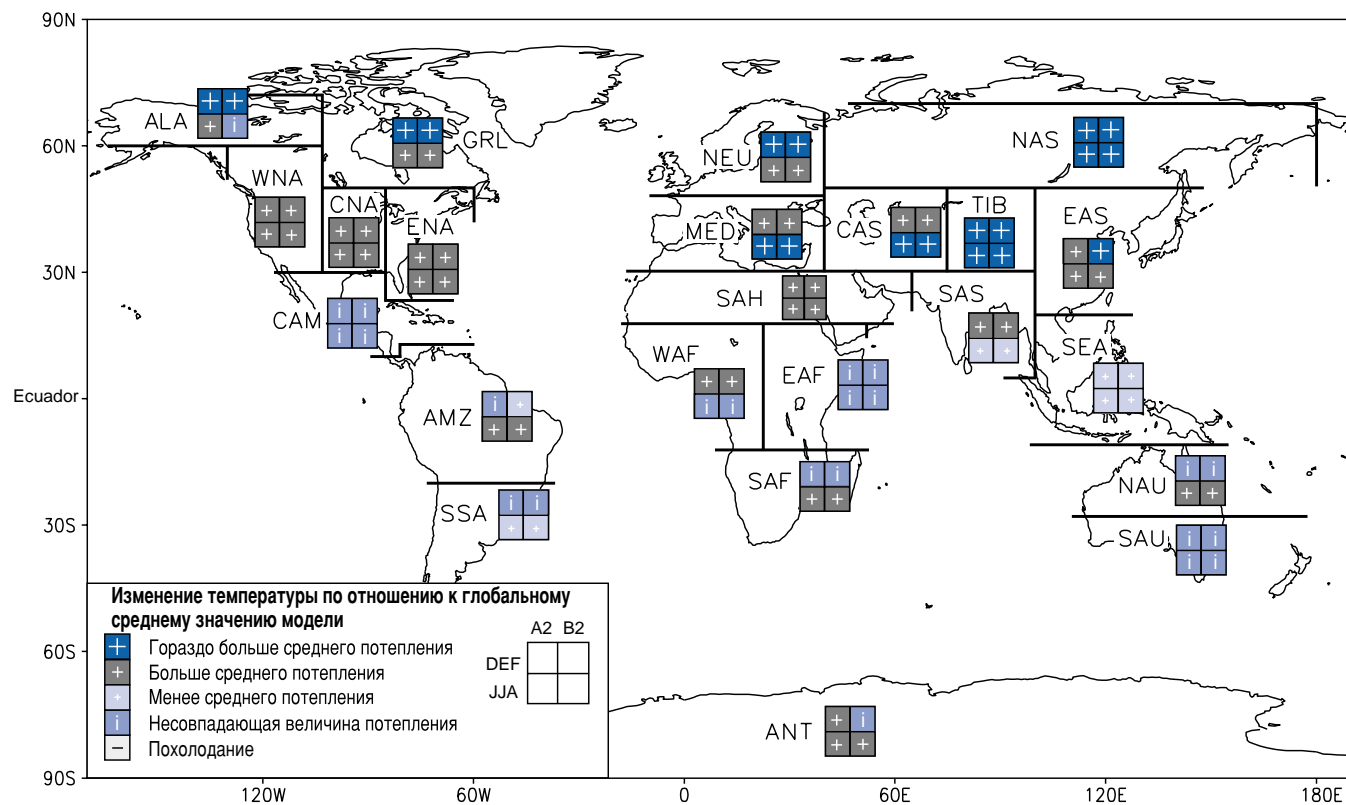 90N
ALA
GRL
NEU
NAS
60N
WNA
CNA
ENA
MED
CAS
TIB
EAS
30N
CAM
SAH
SAS
WAF
EAF
SEA
Ecuador
AMZ
SAF
NAU
SSA
30S
SAU
Изменение температуры по отношению к глобальному
среднему значению модели
+ Гораздо больше среднего потепления
+ Больше среднего потепления
+ Менее среднего потепления
i Несовпадающая величина потепления
− Похолодание
A2 B2
DEF
JJA
60S
ANT
90S
120W 60W 0 60E 120E 180E